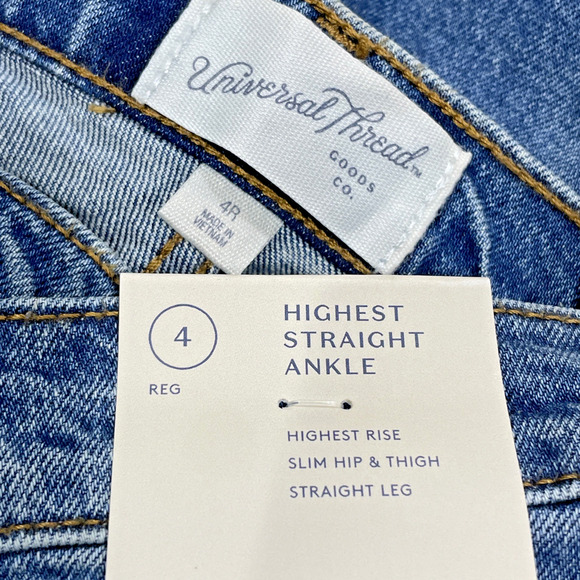 Universal Thread™
GOODS
CO.
4R
MADE IN
VIETNAM
4
REG
HIGHEST
STRAIGHT
ANKLE
HIGHEST RISE
SLIM HIP & THIGH
STRAIGHT LEG